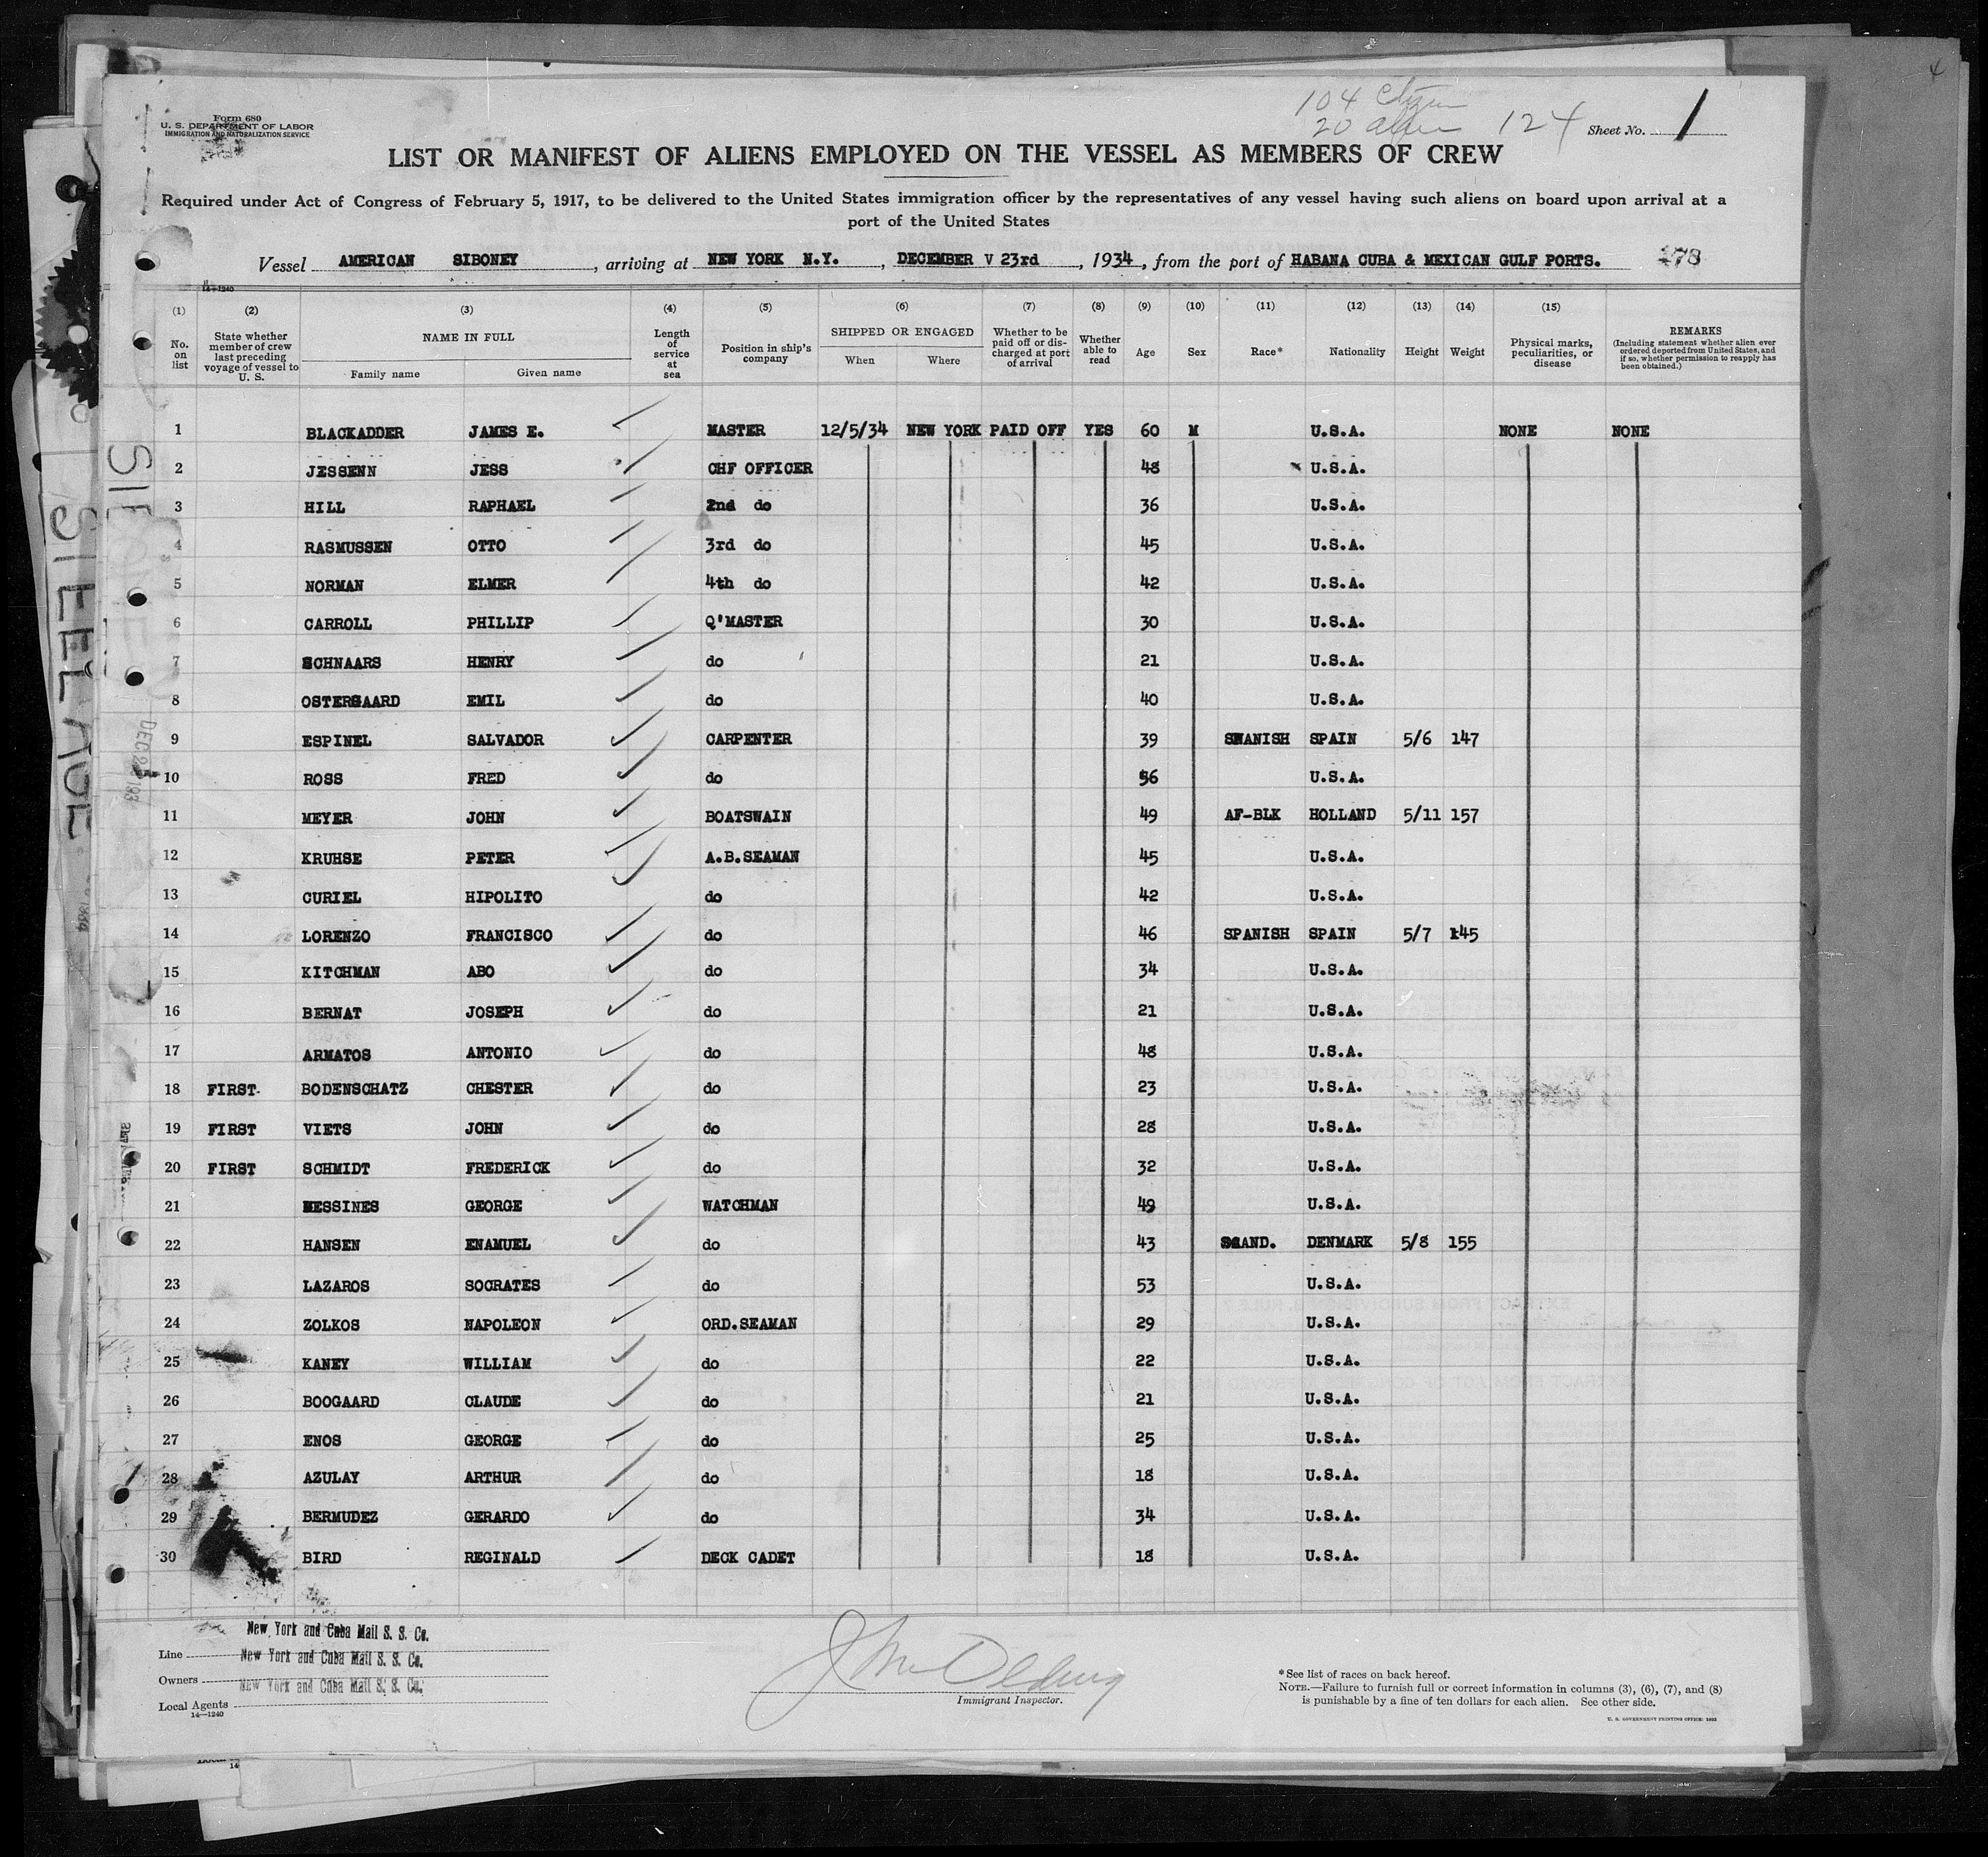 104 Citizen
20 alien 124
Form 680
U. S. DEPARTMENT OF LABOR
IMMIGRATION AND NATURALIZATION SERVICE
Sheet No. 1
LIST OR MANIFEST OF ALIENS EMPLOYED ON THE VESSEL AS MEMBERS OF CREW
Required under Act of Congress of February 5, 1917, to be delivered to the United States immigration officer by the representatives of any vessel having such aliens on board upon arrival at a
port of the United States
Vessel AMERICAN SIBONEY, arriving at NEW YORK N.Y., DECEMBER V 23rd, 1934, from the port of HABANA CUBA & MEXICAN GULF PORTS. 278
14—1240
(1) (2) (3) (4) (5) (6) (7) (8) (9) (10) (11) (12) (13) (14) (15)
No. on list
State whether member of crew last preceding voyage of vessel to U. S.
NAME IN FULL
Family name
Given name
Length of service at sea
Position in ship's company
SHIPPED OR ENGAGED
When
Where
Whether to be paid off or discharged at port of arrival
Whether able to read
Age
Sex
Race*
Nationality
Height
Weight
Physical marks, peculiarities, or disease
REMARKS
(Including statement whether alien ever ordered deported from United States, and if so, whether permission to reapply has been obtained.)
1 BLACKADDER JAMES E. MASTER 12/5/34 NEW YORK PAID OFF YES 60 M U.S.A. NONE NONE
2 JESSENN JESS CHF OFFICER 48 U.S.A.
3 HILL RAPHAEL 2nd do 36 U.S.A.
4 RASMUSSEN OTTO 3rd do 45 U.S.A.
5 NORMAN ELMER 4th do 42 U.S.A.
6 CARROLL PHILLIP Q'MASTER 30 U.S.A.
7 SCHNAARS HENRY do 21 U.S.A.
8 OSTERGAARD EMIL do 40 U.S.A.
9 ESPINEL SALVADOR CARPENTER 39 SPANISH SPAIN 5/6 147
10 ROSS FRED do 56 U.S.A.
11 MEYER JOHN BOATSWAIN 49 AF-BLK HOLLAND 5/11 157
12 KRUHSE PETER A.B.SEAMAN 45 U.S.A.
13 CURIEL HIPOLITO do 42 U.S.A.
14 LORENZO FRANCISCO do 46 SPANISH SPAIN 5/7 145
15 KITCHMAN ABO do 34 U.S.A.
16 BERNAT JOSEPH do 21 U.S.A.
17 ARMATOS ANTONIO do 48 U.S.A.
18 FIRST BODENSCHATZ CHESTER do 23 U.S.A.
19 FIRST VIETS JOHN do 28 U.S.A.
20 FIRST SCHMIDT FREDERICK do 32 U.S.A.
21 MESSINES GEORGE WATCHMAN 49 U.S.A.
22 HANSEN ENAMUEL do 43 SCAND. DENMARK 5/8 155
23 LAZAROS SOCRATES do 53 U.S.A.
24 ZOLKOS NAPOLEON ORD.SEAMAN 29 U.S.A.
25 KANEY WILLIAM do 22 U.S.A.
26 BOOGAARD CLAUDE do 21 U.S.A.
27 ENOS GEORGE do 25 U.S.A.
28 AZULAY ARTHUR do 18 U.S.A.
29 BERMUDEZ GERARDO do 34 U.S.A.
30 BIRD REGINALD DECK CADET 18 U.S.A.
New York and Cuba Mail S. S. Co.
Line New York and Cuba Mail S. S. Co.
Owners New York and Cuba Mail S. S. Co.
Local Agents
14—1240
Immigrant Inspector.
*See list of races on back hereof.
NOTE.—Failure to furnish full or correct information in columns (3), (6), (7), and (8)
is punishable by a fine of ten dollars for each alien. See other side.